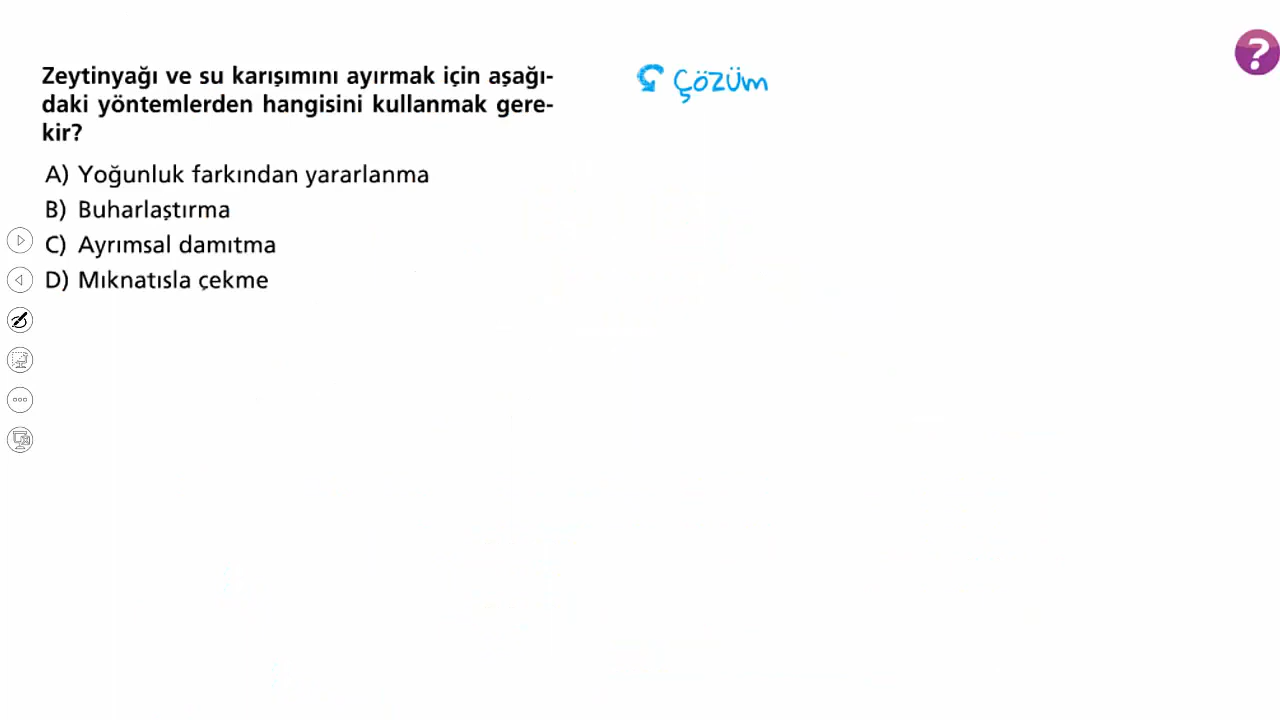 Zeytinyağı ve su karışımını ayırmak için aşağı-
daki yöntemlerden hangisini kullanmak gere-
kir?
A) Yoğunluk farkından yararlanma
B) Buharlaştırma
C) Ayrımsal damıtma
D) Mıknatısla çekme
Çözüm
?